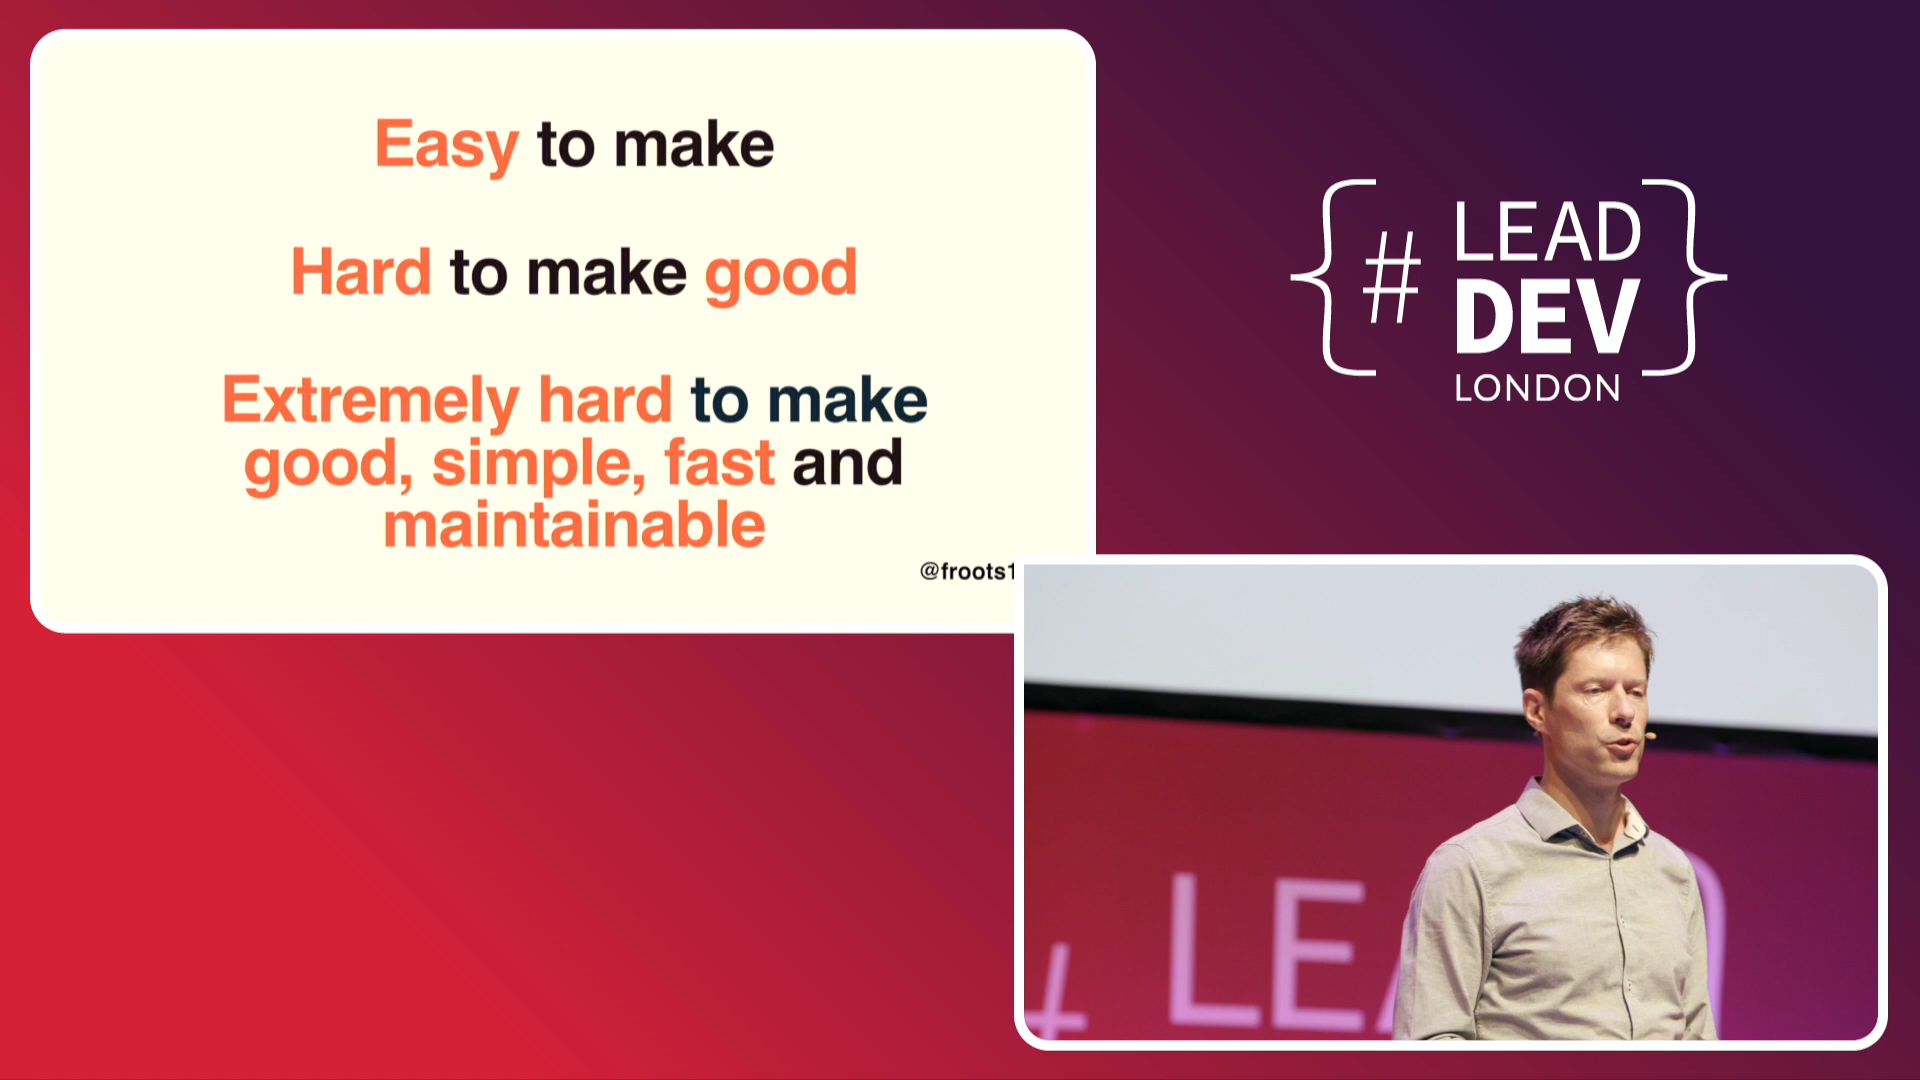 Easy to make
Hard to make good
Extremely hard to make
good, simple, fast and
maintainable
@froots1
# LEAD
DEV
LONDON
# LE